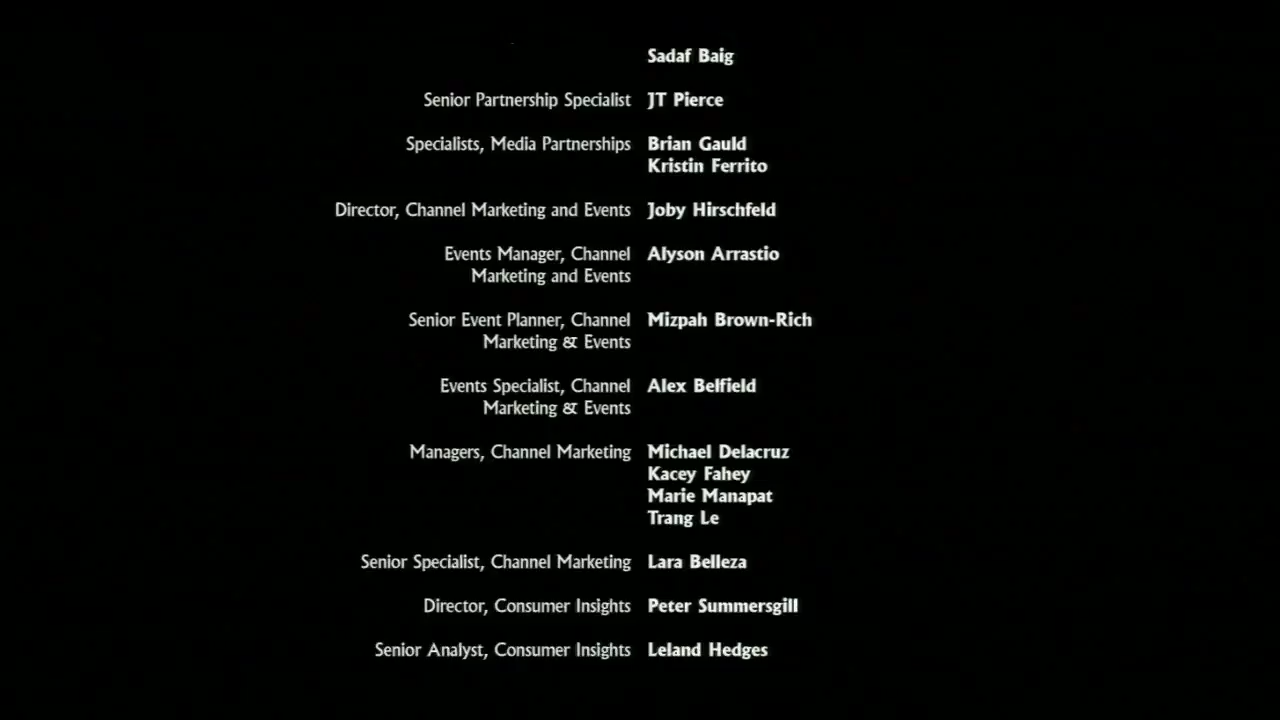 Sadaf Baig
Senior Partnership Specialist JT Pierce
Specialists, Media Partnerships Brian Gauld
Kristin Ferrito
Director, Channel Marketing and Events Joby Hirschfeld
Events Manager, Channel Alyson Arrastio
Marketing and Events
Senior Event Planner, Channel Mizpah Brown-Rich
Marketing & Events
Events Specialist, Channel Alex Belfield
Marketing & Events
Managers, Channel Marketing Michael Delacruz
Kacey Fahey
Marie Manapat
Trang Le
Senior Specialist, Channel Marketing Lara Belleza
Director, Consumer Insights Peter Summersgill
Senior Analyst, Consumer Insights Leland Hedges